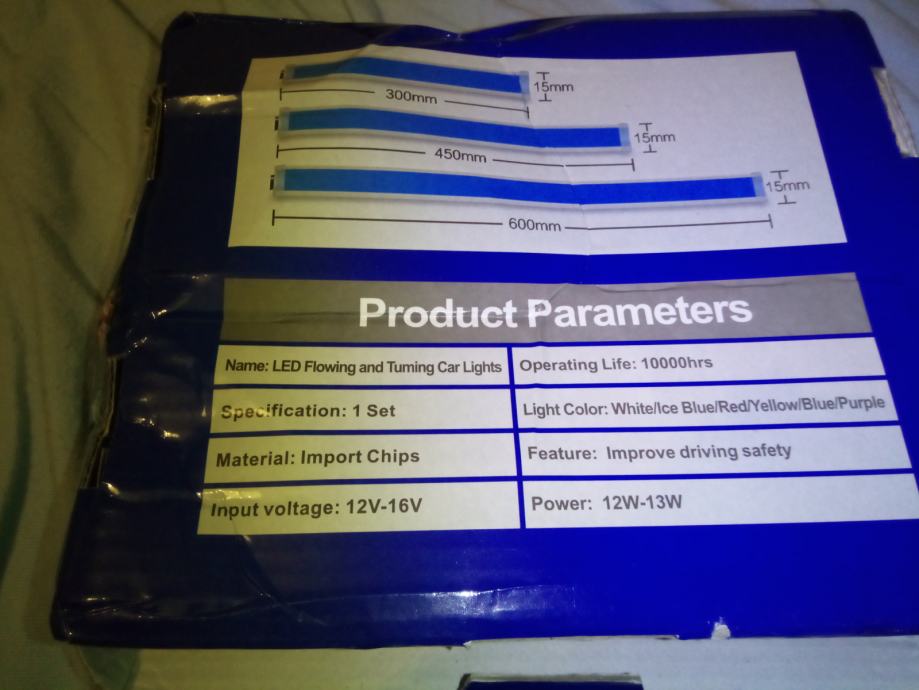 300mm
15mm
450mm
15mm
600mm
15mm
Product Parameters
Name: LED Flowing and Tuming Car Lights
Operating Life: 10000hrs
Specification: 1 Set
Light Color: White/Ice Blue/Red/Yellow/Blue/Purple
Material: Import Chips
Feature: Improve driving safety
Input voltage: 12V-16V
Power: 12W-13W